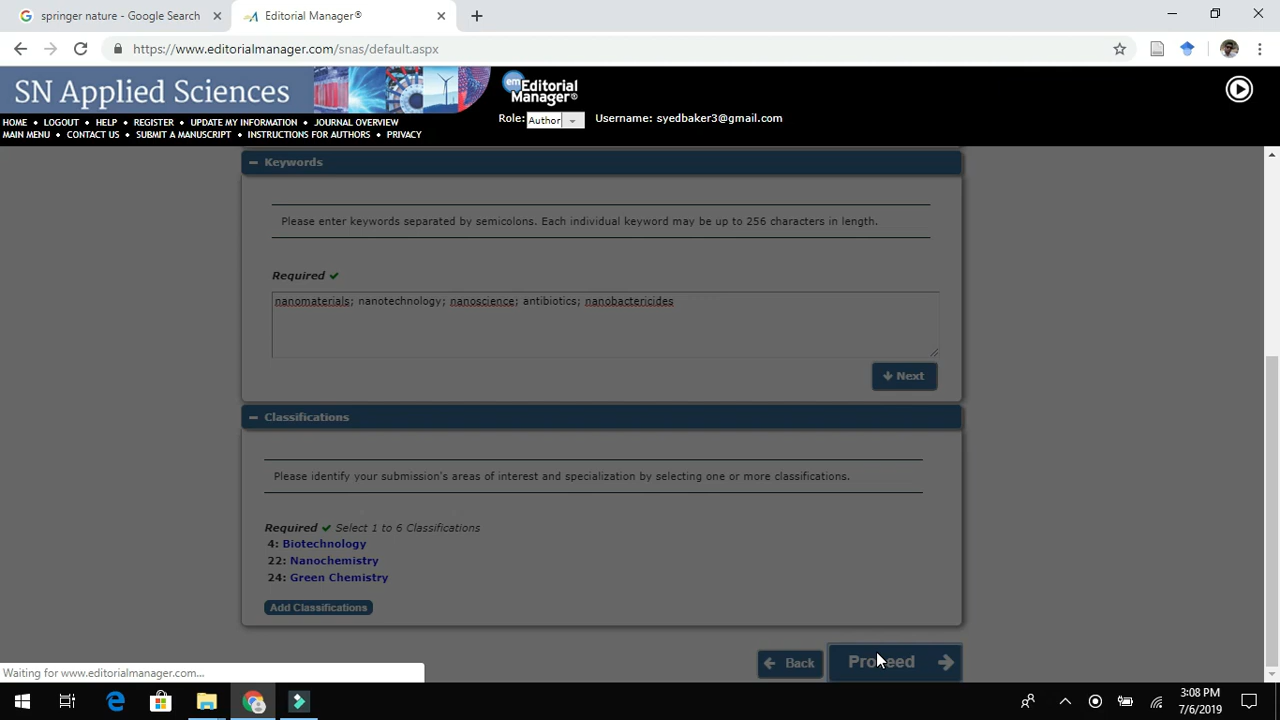 springer nature - Google Search
Editorial Manager®
https://www.editorialmanager.com/snas/default.aspx
SN Applied Sciences
em Editorial Manager®
HOME • LOGOUT • HELP • REGISTER • UPDATE MY INFORMATION • JOURNAL OVERVIEW
MAIN MENU • CONTACT US • SUBMIT A MANUSCRIPT • INSTRUCTIONS FOR AUTHORS • PRIVACY
Role: Author Username: syedbaker3@gmail.com
Keywords
Please enter keywords separated by semicolons. Each individual keyword may be up to 256 characters in length.
Required
nanomaterials; nanotechnology; nanoscience; antibiotics; nanobactericides
Next
Classifications
Please identify your submission's areas of interest and specialization by selecting one or more classifications.
Required Select 1 to 6 Classifications
4: Biotechnology
22: Nanochemistry
24: Green Chemistry
Add Classifications
Back
Proceed
Waiting for www.editorialmanager.com...
3:08 PM
7/6/2019